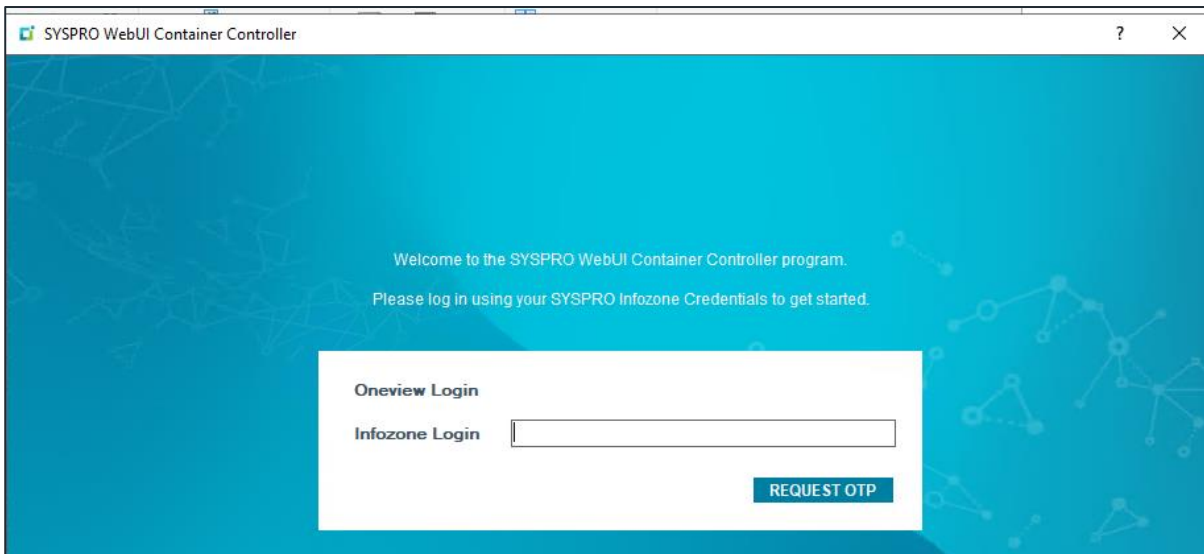 SYSPRO WebUI Container Controller
?
Welcome to the SYSPRO WebUI Container Controller program.
Please log in using your SYSPRO Infozone Credentials to get started.
Oneview Login
Infozone Login
REQUEST OTP